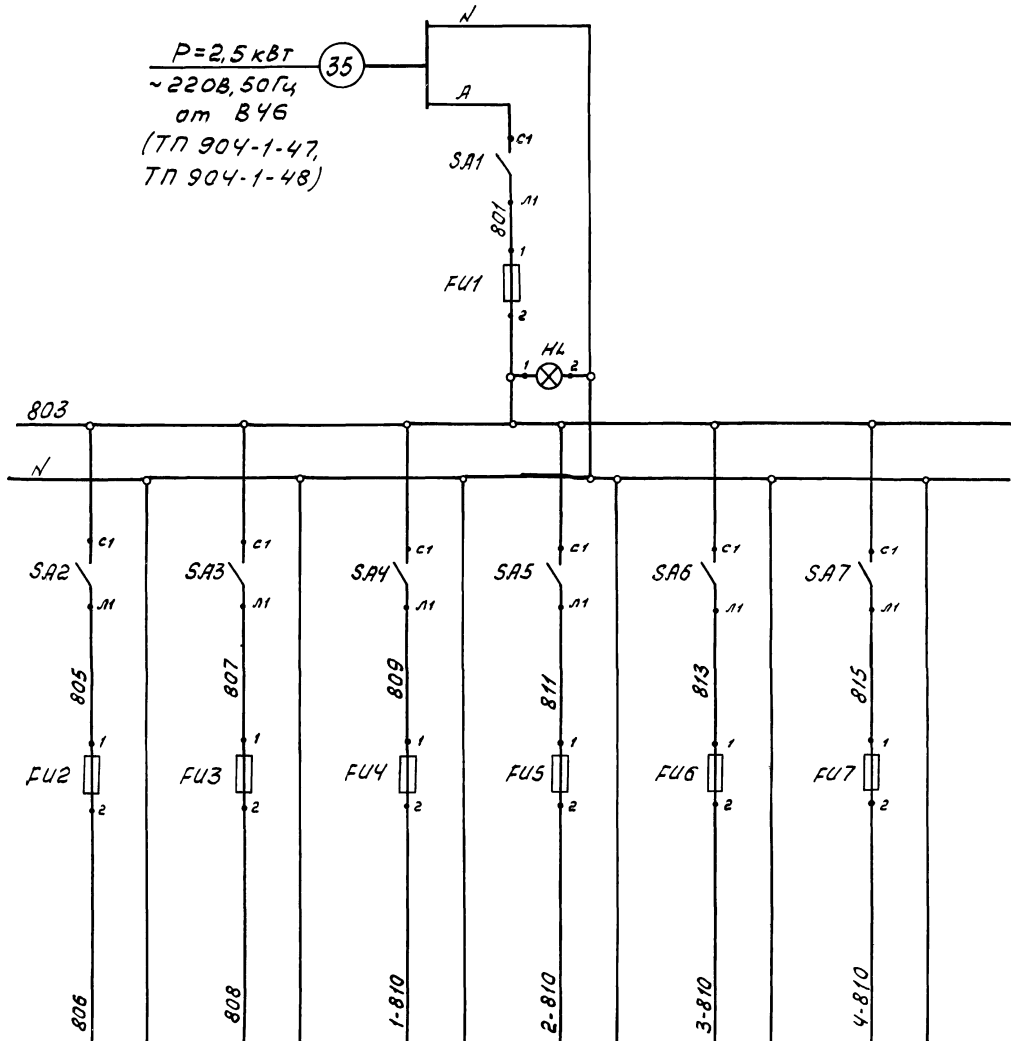 N
P=2,5 кВт
35
~220В, 50Гц
А
от ВУ6
(ТП 904-1-47,
ТП 904-1-48)
С1
SA1
Л1
801
1
FU1
2
HL
1 2
803
N
С1 С1 С1 С1 С1 С1
SA2 SA3 SA4 SA5 SA6 SA7
Л1 Л1 Л1 Л1 Л1 Л1
805 807 809 811 813 815
1 1 1 1 1 1
FU2 FU3 FU4 FU5 FU6 FU7
2 2 2 2 2 2
806 808 1-810 2-810 3-810 4-810